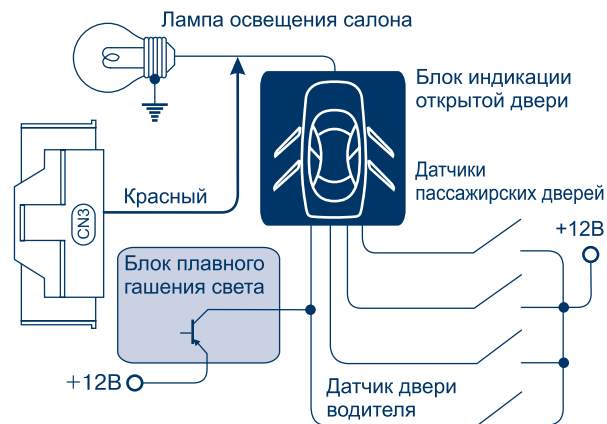 Лампа освещения салона
Блок индикации
открытой двери
Датчики
пассажирских дверей
Красный
CN3
+12В
Блок плавного
гашения света
+12В
Датчик двери
водителя